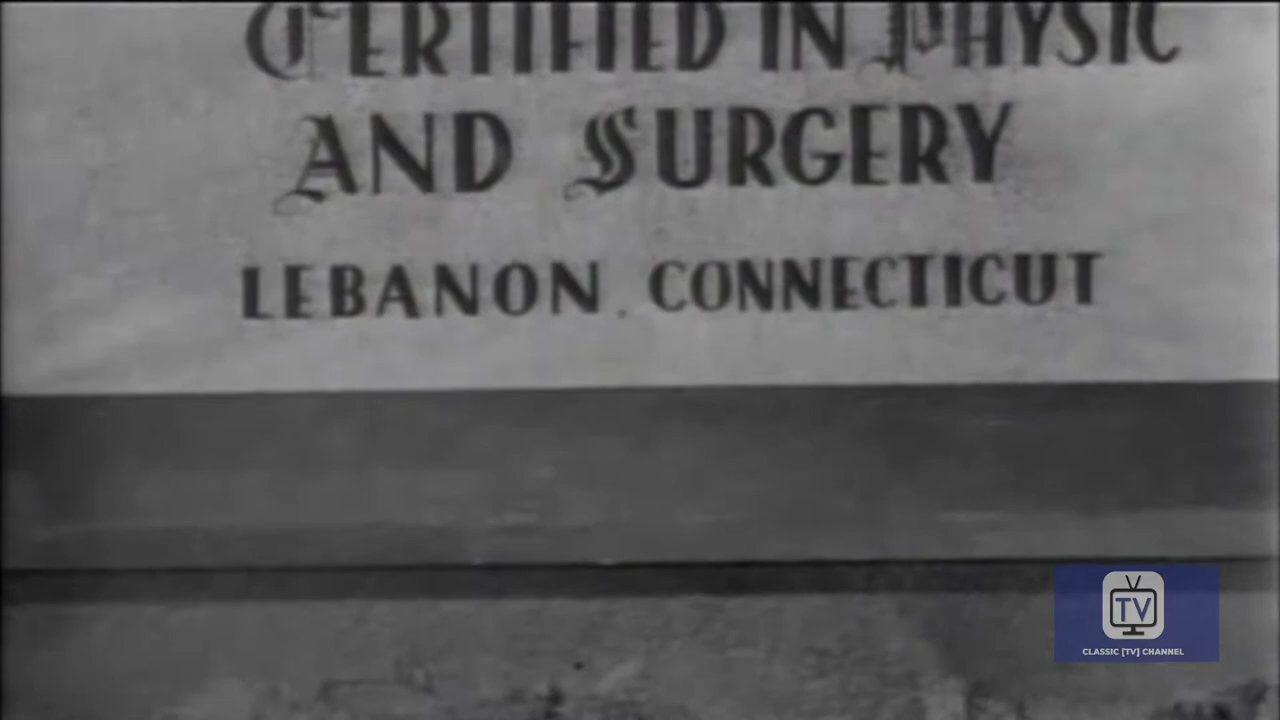 CERTIFIED IN PHYSIC
AND SURGERY
LEBANON, CONNECTICUT
TV
CLASSIC [TV] CHANNEL